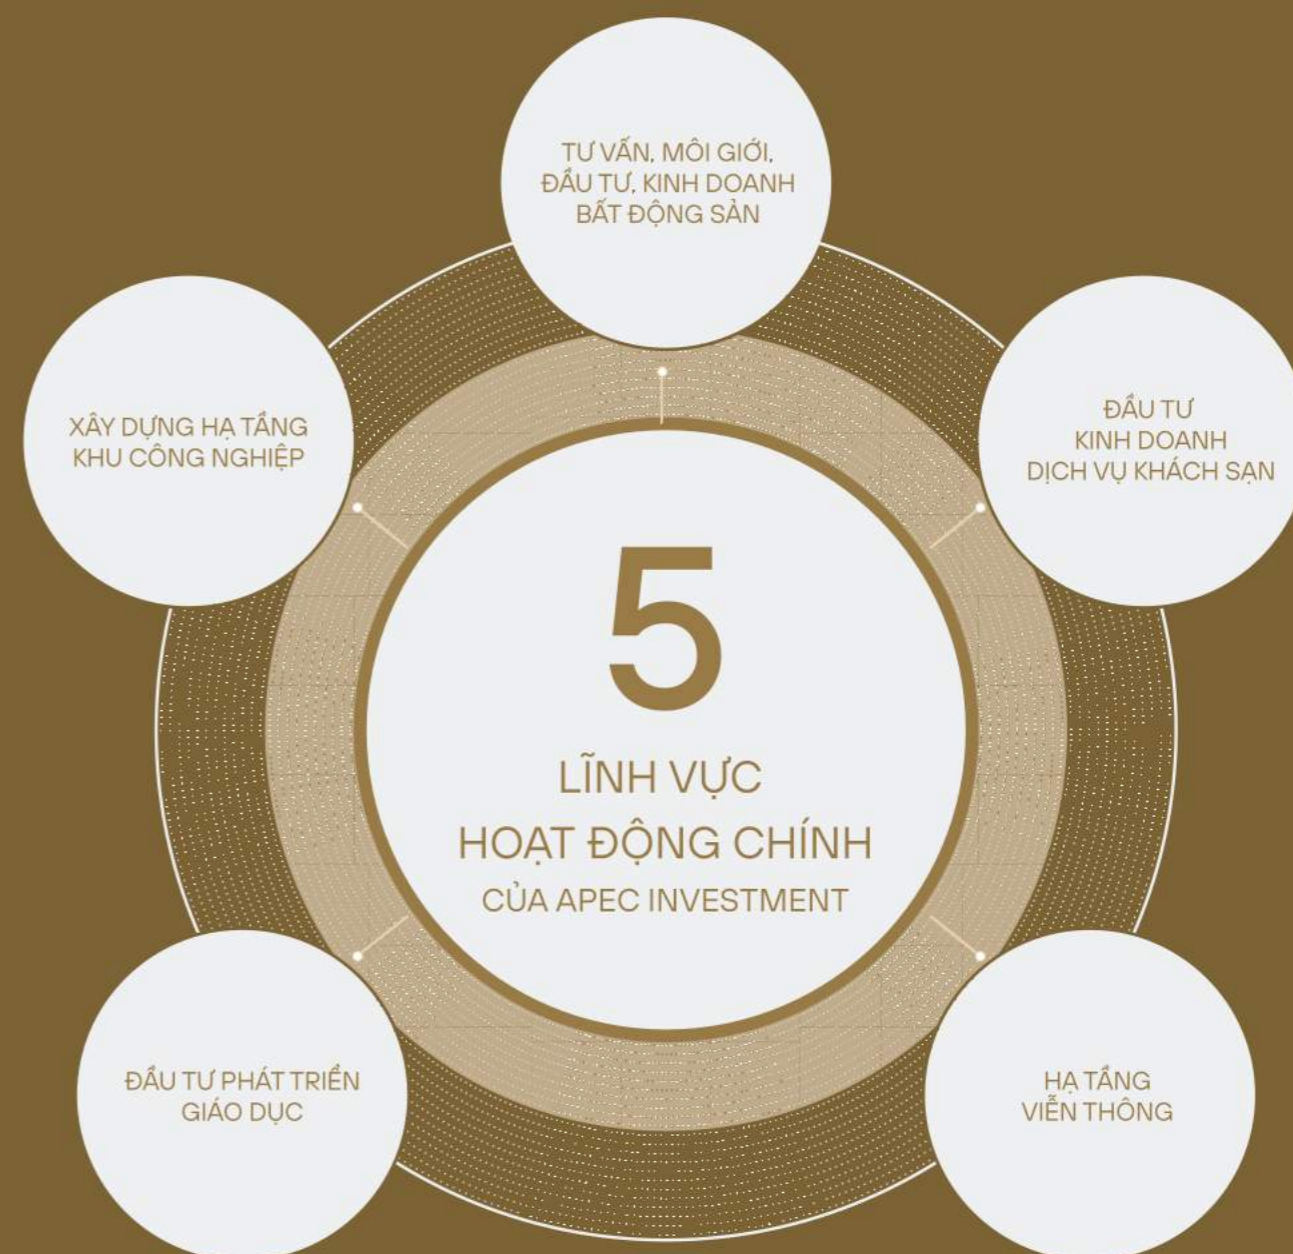 TƯ VẤN, MÔI GIỚI,
ĐẦU TƯ, KINH DOANH
BẤT ĐỘNG SẢN
XÂY DỰNG HẠ TẦNG
KHU CÔNG NGHIỆP
ĐẦU TƯ
KINH DOANH
DỊCH VỤ KHÁCH SẠN
5
LĨNH VỰC
HOẠT ĐỘNG CHÍNH
CỦA APEC INVESTMENT
ĐẦU TƯ PHÁT TRIỂN
GIÁO DỤC
HẠ TẦNG
VIỄN THÔNG